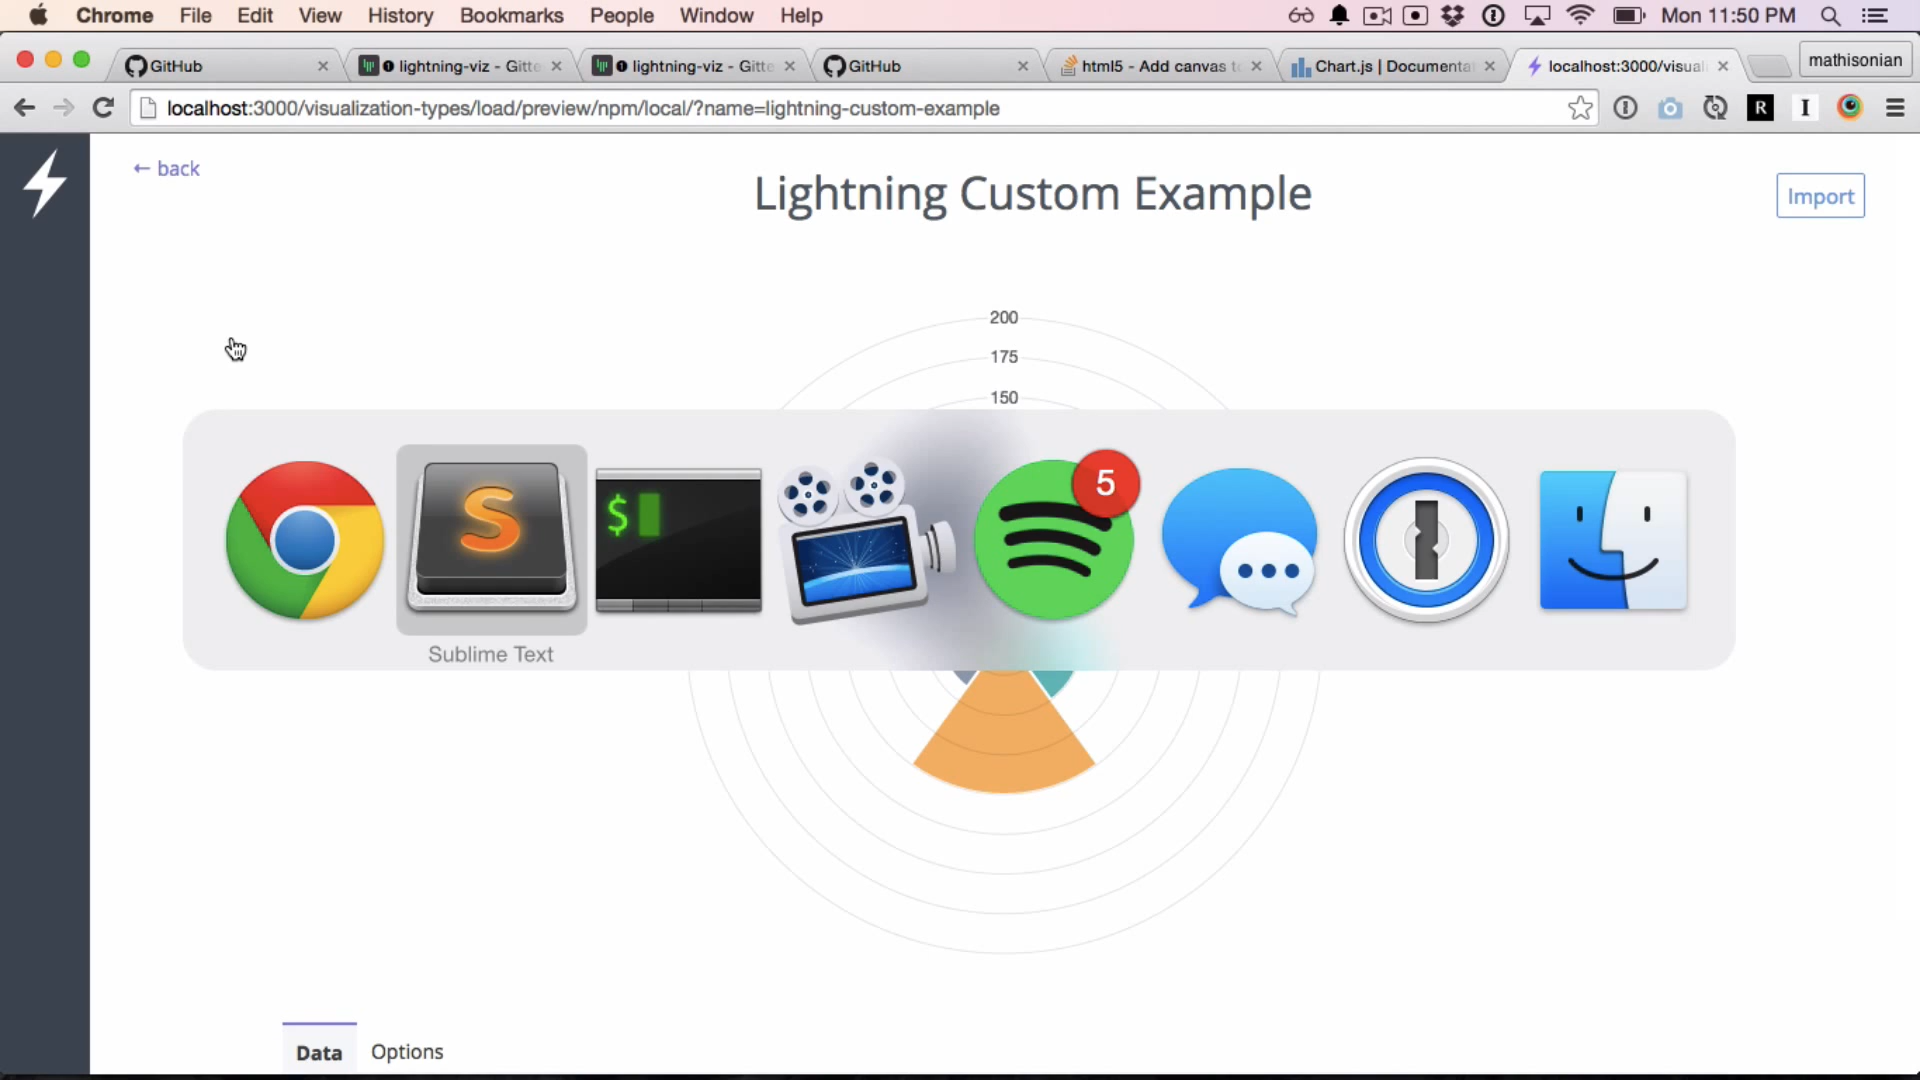 Chrome File Edit View History Bookmarks People Window Help Mon 11:50 PM
GitHub lightning-viz - Gitte lightning-viz - Gitte GitHub html5 - Add canvas to Chart.js | Documenta localhost:3000/visual mathisonian
localhost:3000/visualization-types/load/preview/npm/local/?name=lightning-custom-example
R I
← back
Lightning Custom Example
Import
200
175
150
S
$
5
Sublime Text
Data Options